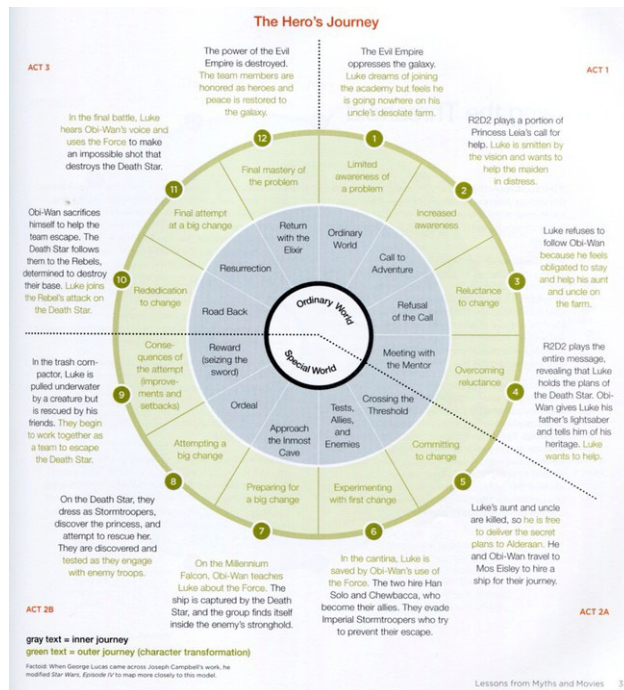 The Hero's Journey
ACT 3
ACT 1
The power of the Evil
Empire is destroyed.
The team members are
honored as heroes and
peace is restored to
the galaxy.
The Evil Empire
oppresses the galaxy.
Luke dreams of joining
the academy but feels he
is going nowhere on his
uncle's desolate farm.
In the final battle, Luke
hears Obi-Wan's voice and
uses the Force to make
an impossible shot that
destroys the Death Star.
R2D2 plays a portion of
Princess Leia's call for
help. Luke is smitten by
the vision and wants to
help the maiden
in distress.
Obi-Wan sacrifices
himself to help the
team escape. The
Death Star follows
them to the Rebels,
determined to destroy
their base. Luke joins
the Rebel's attack on
the Death Star.
Luke refuses to
follow Obi-Wan
because he feels
obligated to stay
and help his aunt
and uncle on
the farm.
In the trash com-
pactor, Luke is
pulled underwater
by a creature but
is rescued by his
friends. They begin
to work together as
a team to escape
the Death Star.
R2D2 plays the
entire message,
revealing that Luke
holds the plans of
the Death Star. Obi-
Wan gives Luke his
father's lightsaber
and tells him of his
heritage. Luke
wants to help.
On the Death Star, they
dress as Stormtroopers,
discover the princess, and
attempt to rescue her.
They are discovered and
tested as they engage
with enemy troops.
Luke's aunt and uncle
are killed, so he is free
to deliver the secret
plans to Alderaan. He
and Obi-Wan travel to
Mos Eisley to hire a
ship for their journey.
On the Millennium
Falcon, Obi-Wan teaches
Luke about the Force. The
ship is captured by the Death
Star, and the group finds itself
inside the enemy's stronghold.
In the cantina, Luke is
saved by Obi-Wan's use of
the Force. The two hire Han
Solo and Chewbacca, who
become their allies. They evade
Imperial Stormtroopers who try
to prevent their escape.
1
Limited
awareness of
a problem
2
Increased
awareness
3
Reluctance
to change
4
Overcoming
reluctance
5
Committing
to change
6
Experimenting
with first change
7
Preparing for
a big change
8
Attempting a
big change
9
Conse-
quences of
the attempt
(improve-
ments and
setbacks)
10
Rededication
to change
11
Final attempt
at a big change
12
Final mastery of
the problem
Ordinary
World
Call to
Adventure
Refusal
of the Call
Meeting with
the Mentor
Crossing the
Threshold
Tests,
Allies,
and
Enemies
Approach
the Inmost
Cave
Ordeal
Reward
(seizing the
sword)
Road Back
Resurrection
Return
with the
Elixir
Ordinary World
Special World
ACT 2B
ACT 2A
gray text = inner journey
green text = outer journey (character transformation)
Factoid: When George Lucas came across Joseph Campbell's work, he
modified Star Wars, Episode IV to map more closely to this model.
Lessons from Myths and Movies 3